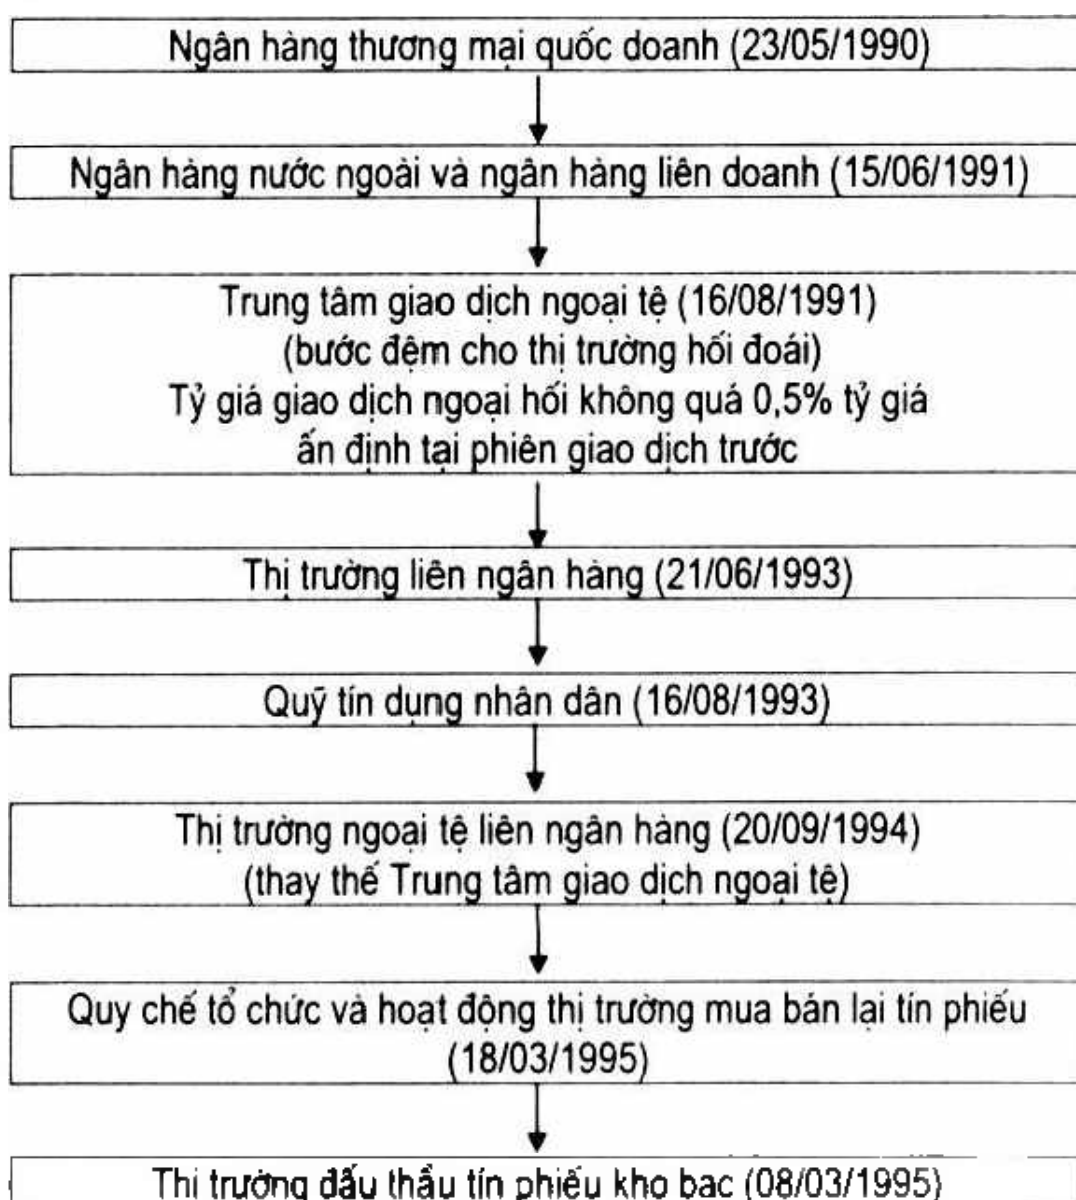 Ngân hàng thương mại quốc doanh (23/05/1990)
Ngân hàng nước ngoài và ngân hàng liên doanh (15/06/1991)
Trung tâm giao dịch ngoại tệ (16/08/1991)
(bước đệm cho thị trường hối đoái)
Tỷ giá giao dịch ngoại hối không quá 0,5% tỷ giá
ấn định tại phiên giao dịch trước
Thị trường liên ngân hàng (21/06/1993)
Quỹ tín dụng nhân dân (16/08/1993)
Thị trường ngoại tệ liên ngân hàng (20/09/1994)
(thay thế Trung tâm giao dịch ngoại tệ)
Quy chế tổ chức và hoạt động thị trường mua bán lại tín phiếu
(18/03/1995)
Thị trường đấu thầu tín phiếu kho bạc (08/03/1995)